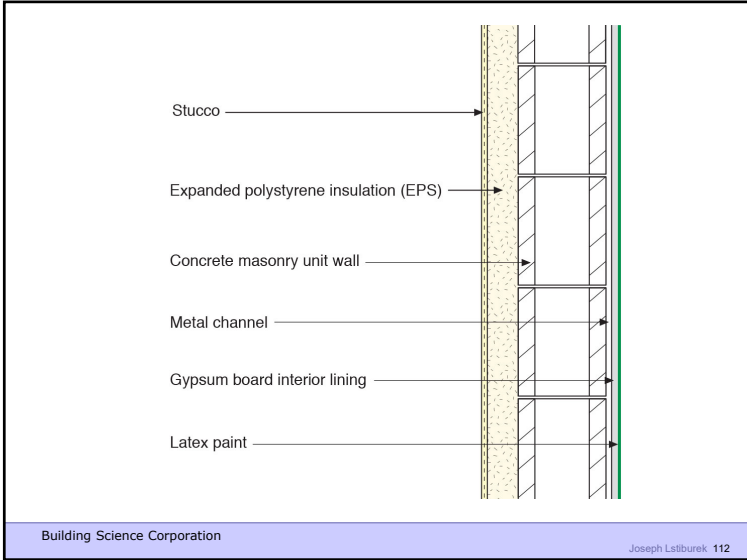 Stucco
Expanded polystyrene insulation (EPS)
Concrete masonry unit wall
Metal channel
Gypsum board interior lining
Latex paint
Building Science Corporation
Joseph Lstiburek 112